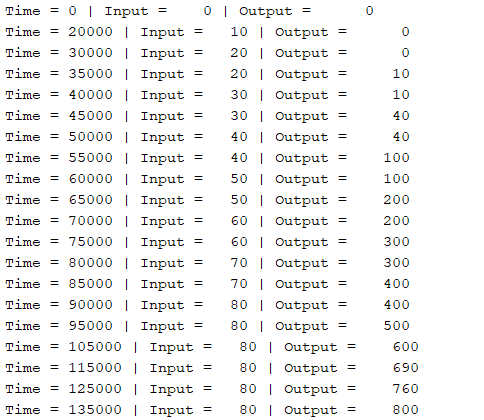 Time = 0 | Input =    0 | Output =      0
Time = 20000 | Input =   10 | Output =      0
Time = 30000 | Input =   20 | Output =      0
Time = 35000 | Input =   20 | Output =     10
Time = 40000 | Input =   30 | Output =     10
Time = 45000 | Input =   30 | Output =     40
Time = 50000 | Input =   40 | Output =     40
Time = 55000 | Input =   40 | Output =    100
Time = 60000 | Input =   50 | Output =    100
Time = 65000 | Input =   50 | Output =    200
Time = 70000 | Input =   60 | Output =    200
Time = 75000 | Input =   60 | Output =    300
Time = 80000 | Input =   70 | Output =    300
Time = 85000 | Input =   70 | Output =    400
Time = 90000 | Input =   80 | Output =    400
Time = 95000 | Input =   80 | Output =    500
Time = 105000 | Input =   80 | Output =    600
Time = 115000 | Input =   80 | Output =    690
Time = 125000 | Input =   80 | Output =    760
Time = 135000 | Input =   80 | Output =    800